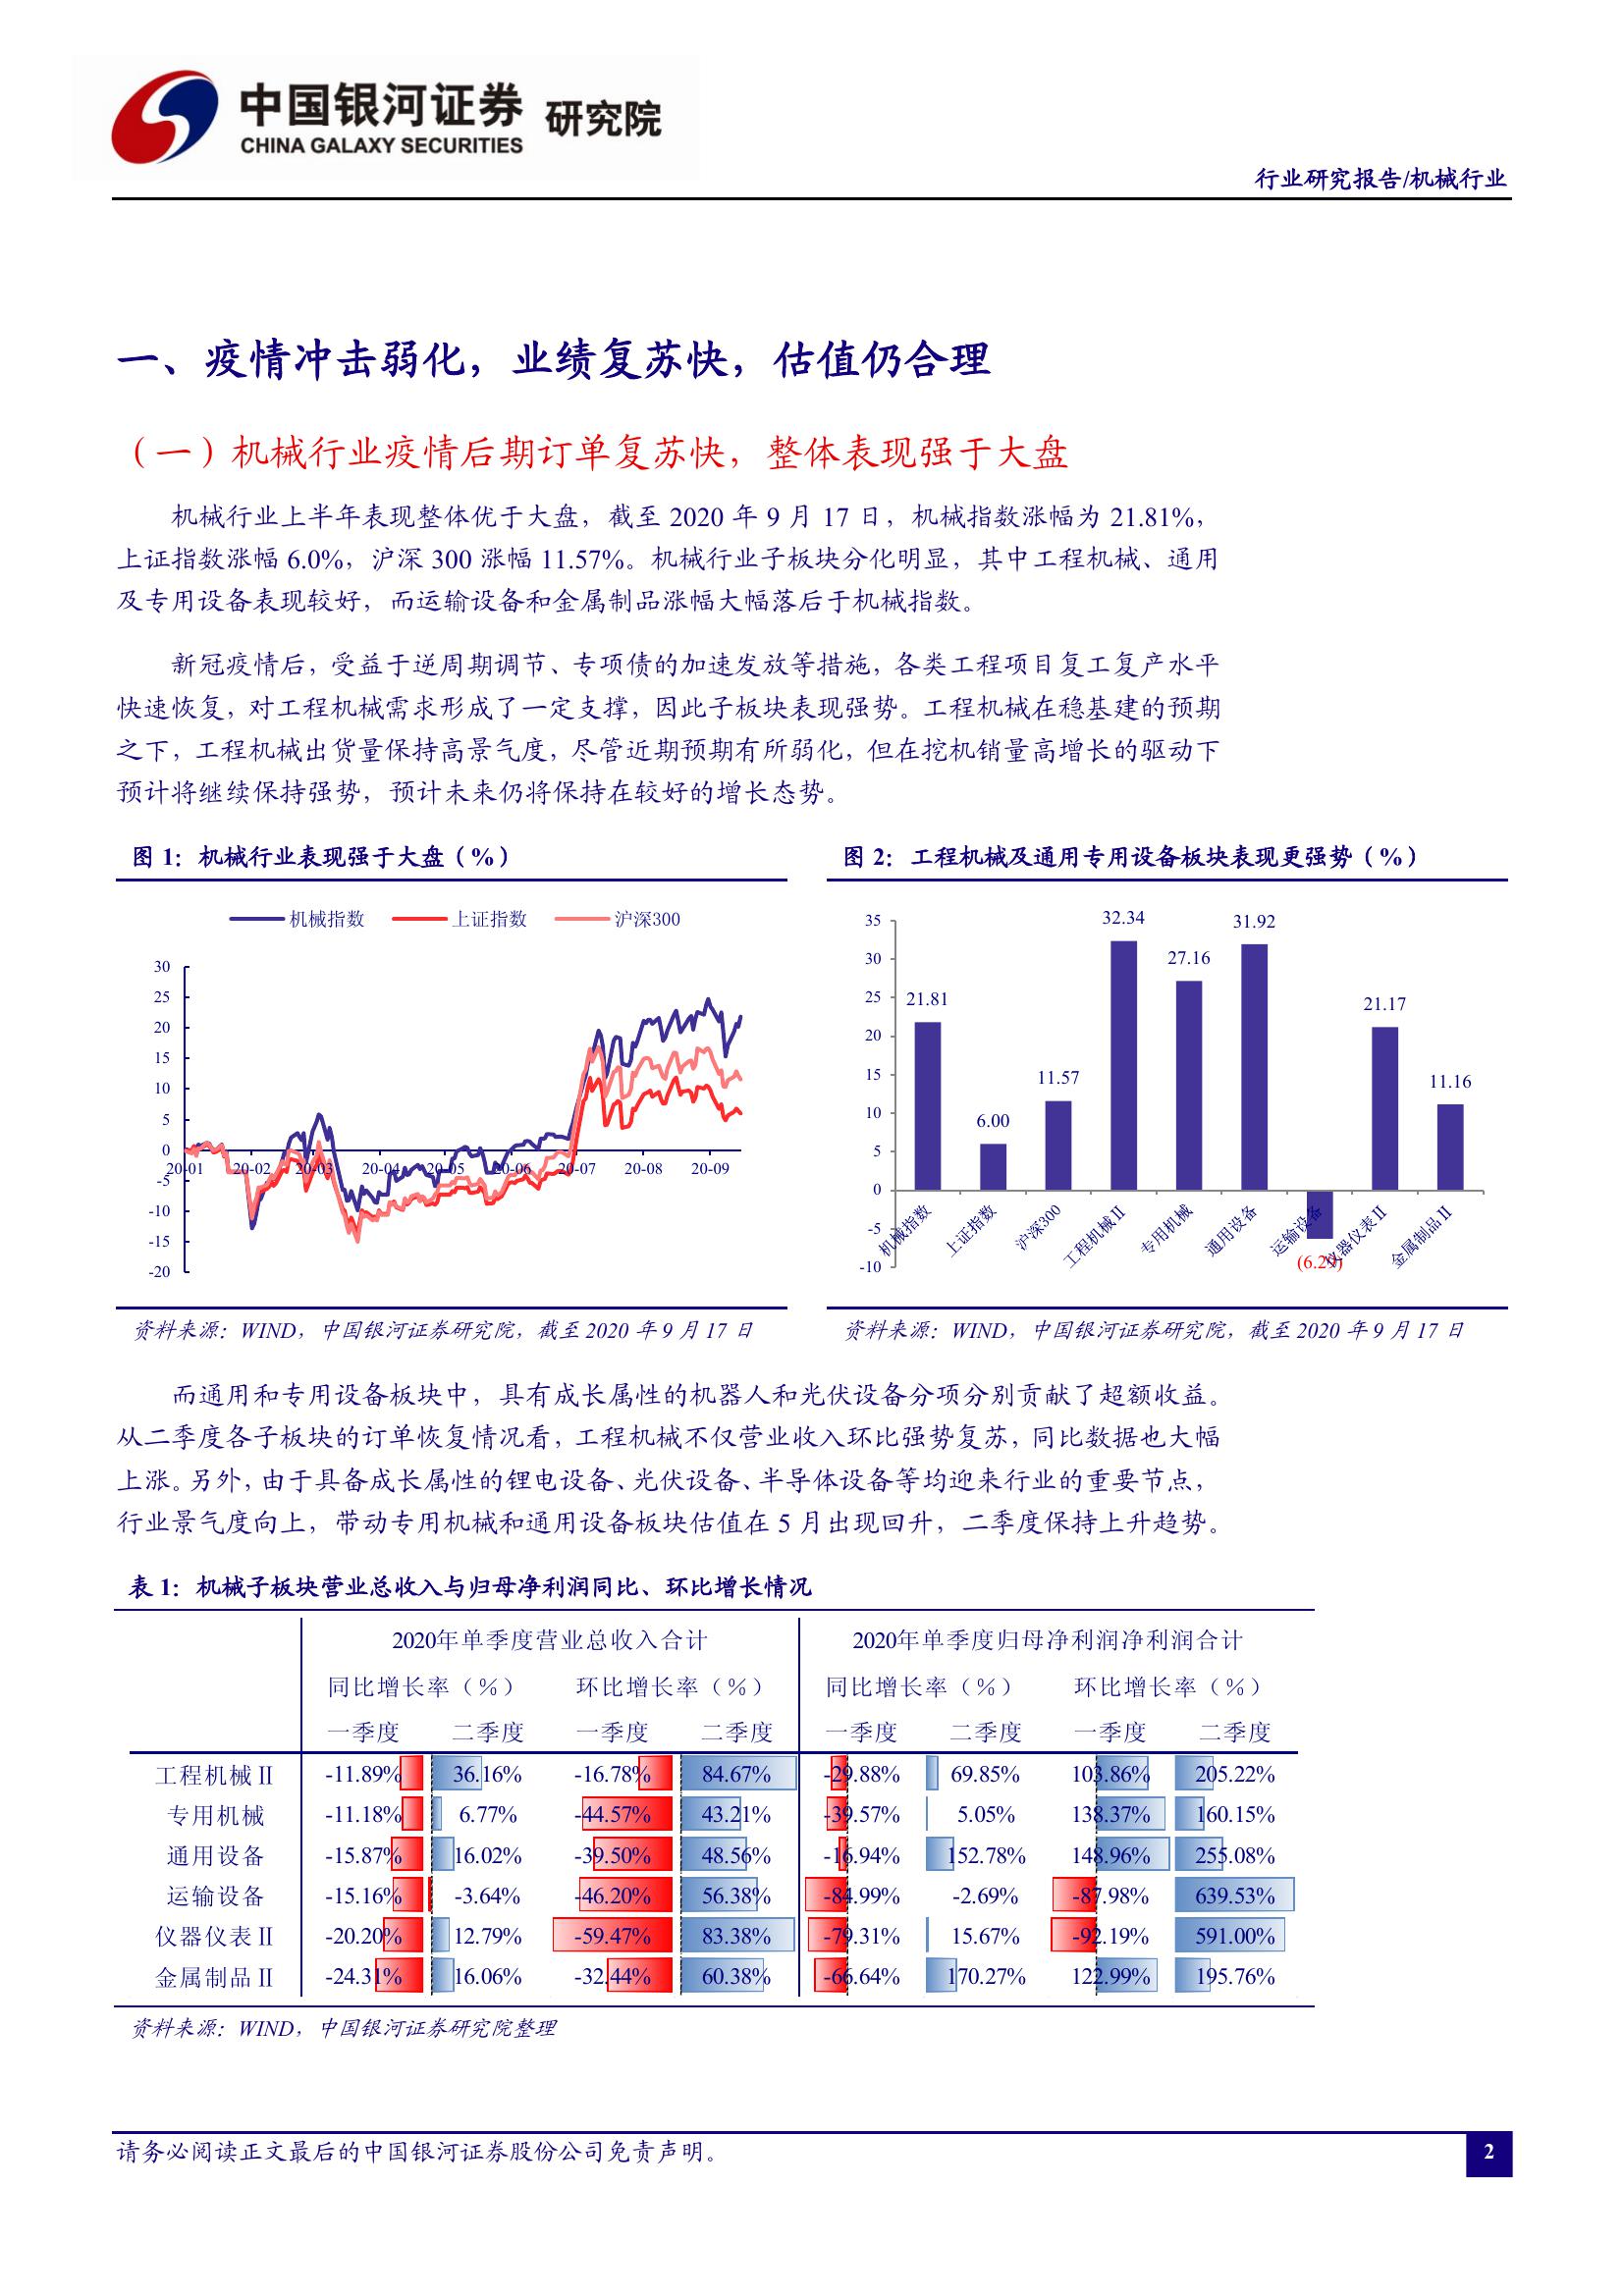 中国银河证券 研究院
CHINA GALAXY SECURITIES
行业研究报告/机械行业
一、疫情冲击弱化，业绩复苏快，估值仍合理
（一）机械行业疫情后期订单复苏快，整体表现强于大盘
机械行业上半年表现整体优于大盘，截至 2020 年 9 月 17 日，机械指数涨幅为 21.81%，
上证指数涨幅 6.0%，沪深 300 涨幅 11.57%。机械行业子板块分化明显，其中工程机械、通用
及专用设备表现较好，而运输设备和金属制品涨幅大幅落后于机械指数。
新冠疫情后，受益于逆周期调节、专项债的加速发放等措施，各类工程项目复工复产水平
快速恢复，对工程机械需求形成了一定支撑，因此子板块表现强势。工程机械在稳基建的预期
之下，工程机械出货量保持高景气度，尽管近期预期有所弱化，但在挖机销量高增长的驱动下
预计将继续保持强势，预计未来仍将保持在较好的增长态势。
图 1：机械行业表现强于大盘（%）
机械指数 上证指数 沪深300
30
25
20
15
10
5
0
-5
-10
-15
-20
20-01 20-02 20-03 20-04 20-05 20-06 20-07 20-08 20-09
资料来源：WIND，中国银河证券研究院，截至 2020 年 9 月 17 日
图 2：工程机械及通用专用设备板块表现更强势（%）
35
30
25
20
15
10
5
0
-5
-10
21.81 6.00 11.57 32.34 27.16 31.92 21.17 11.16
机械指数 上证指数 沪深300 工程机械Ⅱ 专用机械 通用设备 运输设备 仪器仪表Ⅱ 金属制品Ⅱ
资料来源：WIND，中国银河证券研究院，截至 2020 年 9 月 17 日
而通用和专用设备板块中，具有成长属性的机器人和光伏设备分项分别贡献了超额收益。
从二季度各子板块的订单恢复情况看，工程机械不仅营业收入环比强势复苏，同比数据也大幅
上涨。另外，由于具备成长属性的锂电设备、光伏设备、半导体设备等均迎来行业的重要节点，
行业景气度向上，带动专用机械和通用设备板块估值在 5 月出现回升，二季度保持上升趋势。
表 1：机械子板块营业总收入与归母净利润同比、环比增长情况
2020年单季度营业总收入合计 2020年单季度归母净利润净利润合计
同比增长率（%） 环比增长率（%） 同比增长率（%） 环比增长率（%）
一季度 二季度 一季度 二季度 一季度 二季度 一季度 二季度
工程机械Ⅱ -11.89% 36.16% -16.78% 84.67% -29.88% 69.85% 103.86% 205.22%
专用机械 -11.18% 6.77% -44.57% 43.21% -39.57% 5.05% 138.37% 160.15%
通用设备 -15.87% 16.02% -39.50% 48.56% -16.94% 152.78% 148.96% 255.08%
运输设备 -15.16% -3.64% -46.20% 56.38% -84.99% -2.69% -87.98% 639.53%
仪器仪表Ⅱ -20.20% 12.79% -59.47% 83.38% -79.31% 15.67% -92.19% 591.00%
金属制品Ⅱ -24.31% 16.06% -32.44% 60.38% -66.64% 170.27% 122.99% 195.76%
资料来源：WIND，中国银河证券研究院整理
请务必阅读正文最后的中国银河证券股份公司免责声明。
2